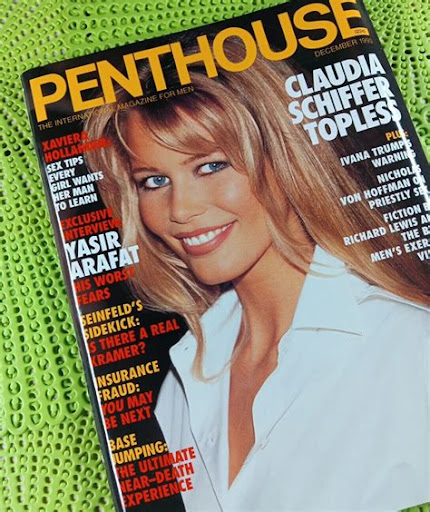 PENTHOUSE
DECEMBER 1995
THE INTERNATIONAL MAGAZINE FOR MEN
CLAUDIA
SCHIFFER
TOPLESS
PLUS
IVANA TRUMP'S
WARNING
VON HOFFMAN
PRIESTLY
FICTION
RICHARD LEWIS
THE
MEN'S
XAVIERA
SEX TIPS
EVERY
GIRL WANTS
HER MAN
TO LEARN
EXCLUSIVE
INTERVIEW
YASIR
ARAFAT
HIS WORST
FEARS
SEINFELD'S
SIDEKICK:
IS THERE A REAL
KRAMER?
INSURANCE
FRAUD:
YOU MAY
BE NEXT
BASE
JUMPING:
THE ULTIMATE
NEAR-DEATH
EXPERIENCE